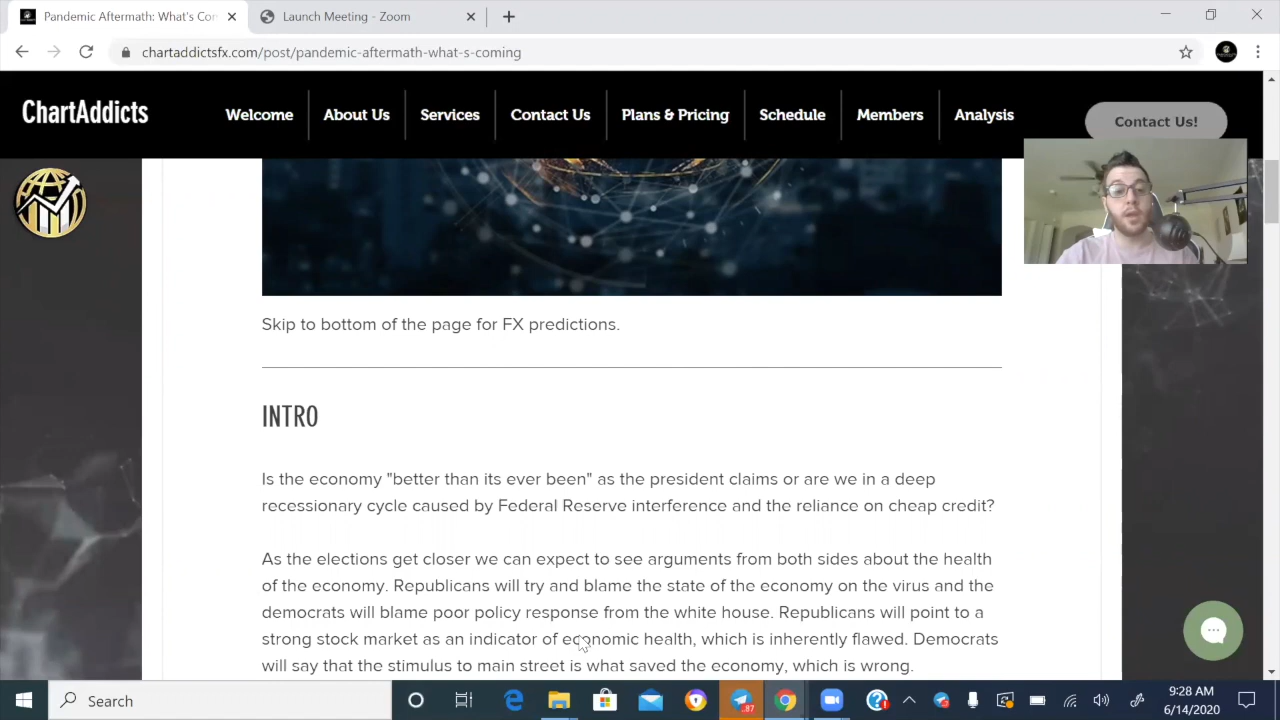 Pandemic Aftermath: What's Con
Launch Meeting - Zoom
chartaddictsfx.com/post/pandemic-aftermath-what-s-coming
ChartAddicts
Welcome
About Us
Services
Contact Us
Plans & Pricing
Schedule
Members
Analysis
Contact Us!
Skip to bottom of the page for FX predictions.
INTRO
Is the economy "better than its ever been" as the president claims or are we in a deep
recessionary cycle caused by Federal Reserve interference and the reliance on cheap credit?
As the elections get closer we can expect to see arguments from both sides about the health
of the economy. Republicans will try and blame the state of the economy on the virus and the
democrats will blame poor policy response from the white house. Republicans will point to a
strong stock market as an indicator of economic health, which is inherently flawed. Democrats
will say that the stimulus to main street is what saved the economy, which is wrong.
Search
.87
9:28 AM
6/14/2020